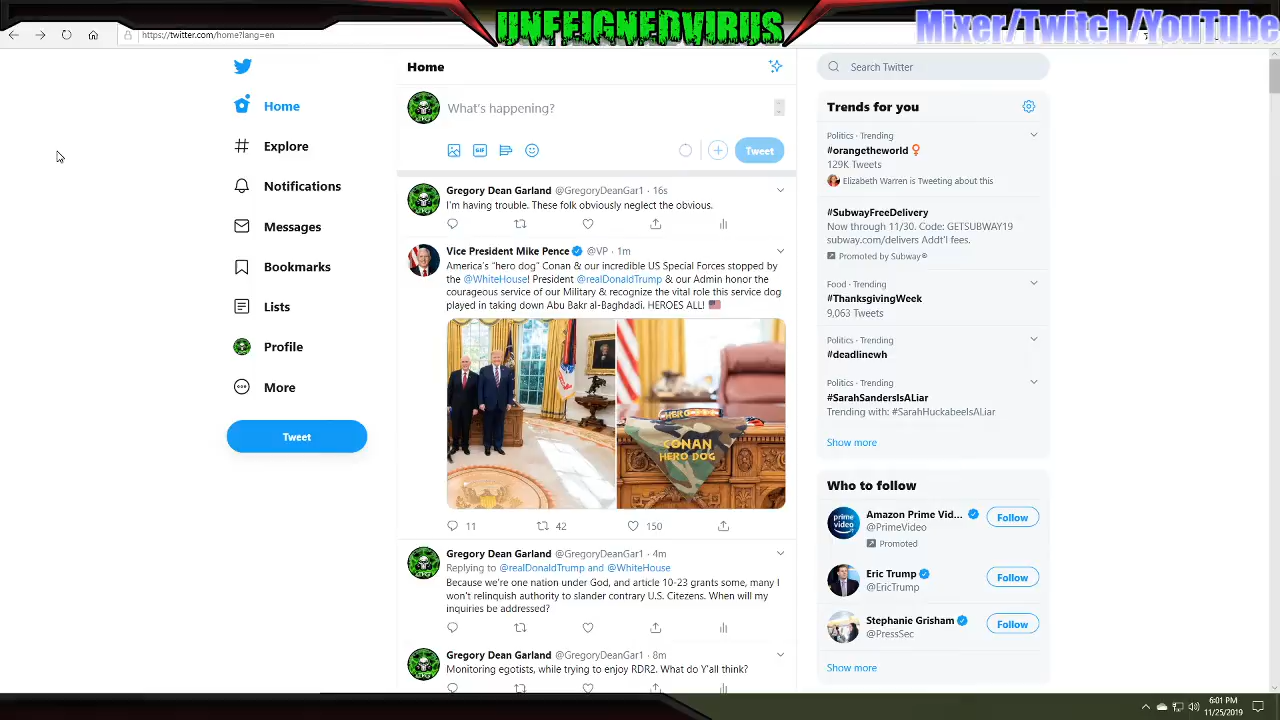 UNFEIGNEDVIRUS
Mixer/Twitch/YouTube
https://twitter.com/home?lang=en
Home
Explore
Notifications
Messages
Bookmarks
Lists
Profile
More
Tweet
Home
What's happening?
GIF
Tweet
Gregory Dean Garland @GregoryDeanGar1 · 16s
I'm having trouble. These folk obviously neglect the obvious.
Vice President Mike Pence @VP · 1m
America's "hero dog" Conan & our incredible US Special Forces stopped by
the @WhiteHouse! President @realDonaldTrump & our Admin honor the
courageous service of our Military & recognize the vital role this service dog
played in taking down Abu Bakr al-Baghdadi. HEROES ALL!
CONAN
HERO DOG
11 42 150
Gregory Dean Garland @GregoryDeanGar1 · 4m
Replying to @realDonaldTrump and @WhiteHouse
Because we're one nation under God, and article 10-23 grants some, many I
won't relinquish authority to slander contrary U.S. Citezens. When will my
inquiries be addressed?
Gregory Dean Garland @GregoryDeanGar1 · 8m
Monitoring egotists, while trying to enjoy RDR2. What do Y'all think?
Search Twitter
Trends for you
Politics · Trending
#orangetheworld
129K Tweets
Elizabeth Warren is Tweeting about this
#SubwayFreeDelivery
Now through 11/30. Code: GETSUBWAY19
subway.com/delivers Addt'l fees.
Promoted by Subway®
Food · Trending
#ThanksgivingWeek
9,063 Tweets
Politics · Trending
#deadlinewh
Politics · Trending
#SarahSandersIsALiar
Trending with: #SarahHuckabeeIsALiar
Show more
Who to follow
prime video
Amazon Prime Vid...
@PrimeVideo
Follow
Promoted
Eric Trump
@EricTrump
Follow
Stephanie Grisham
@PressSec
Follow
Show more
6:01 PM
11/25/2019